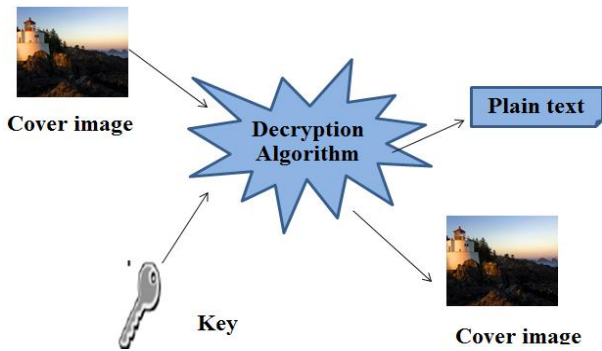 Cover image
Decryption
Algorithm
Plain text
Key
Cover image